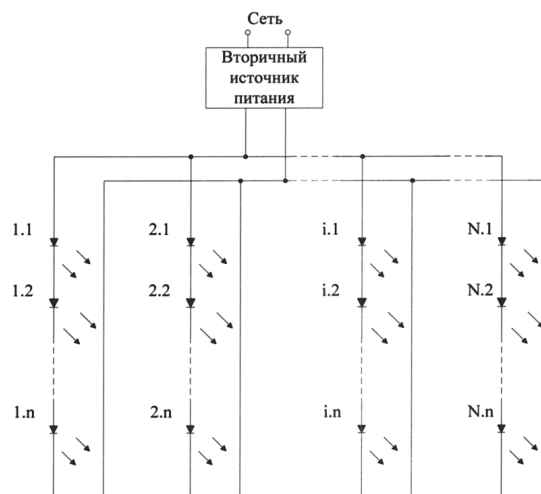 Сеть
Вторичный
источник
питания
1.1 2.1 i.1 N.1
1.2 2.2 i.2 N.2
1.n 2.n i.n N.n